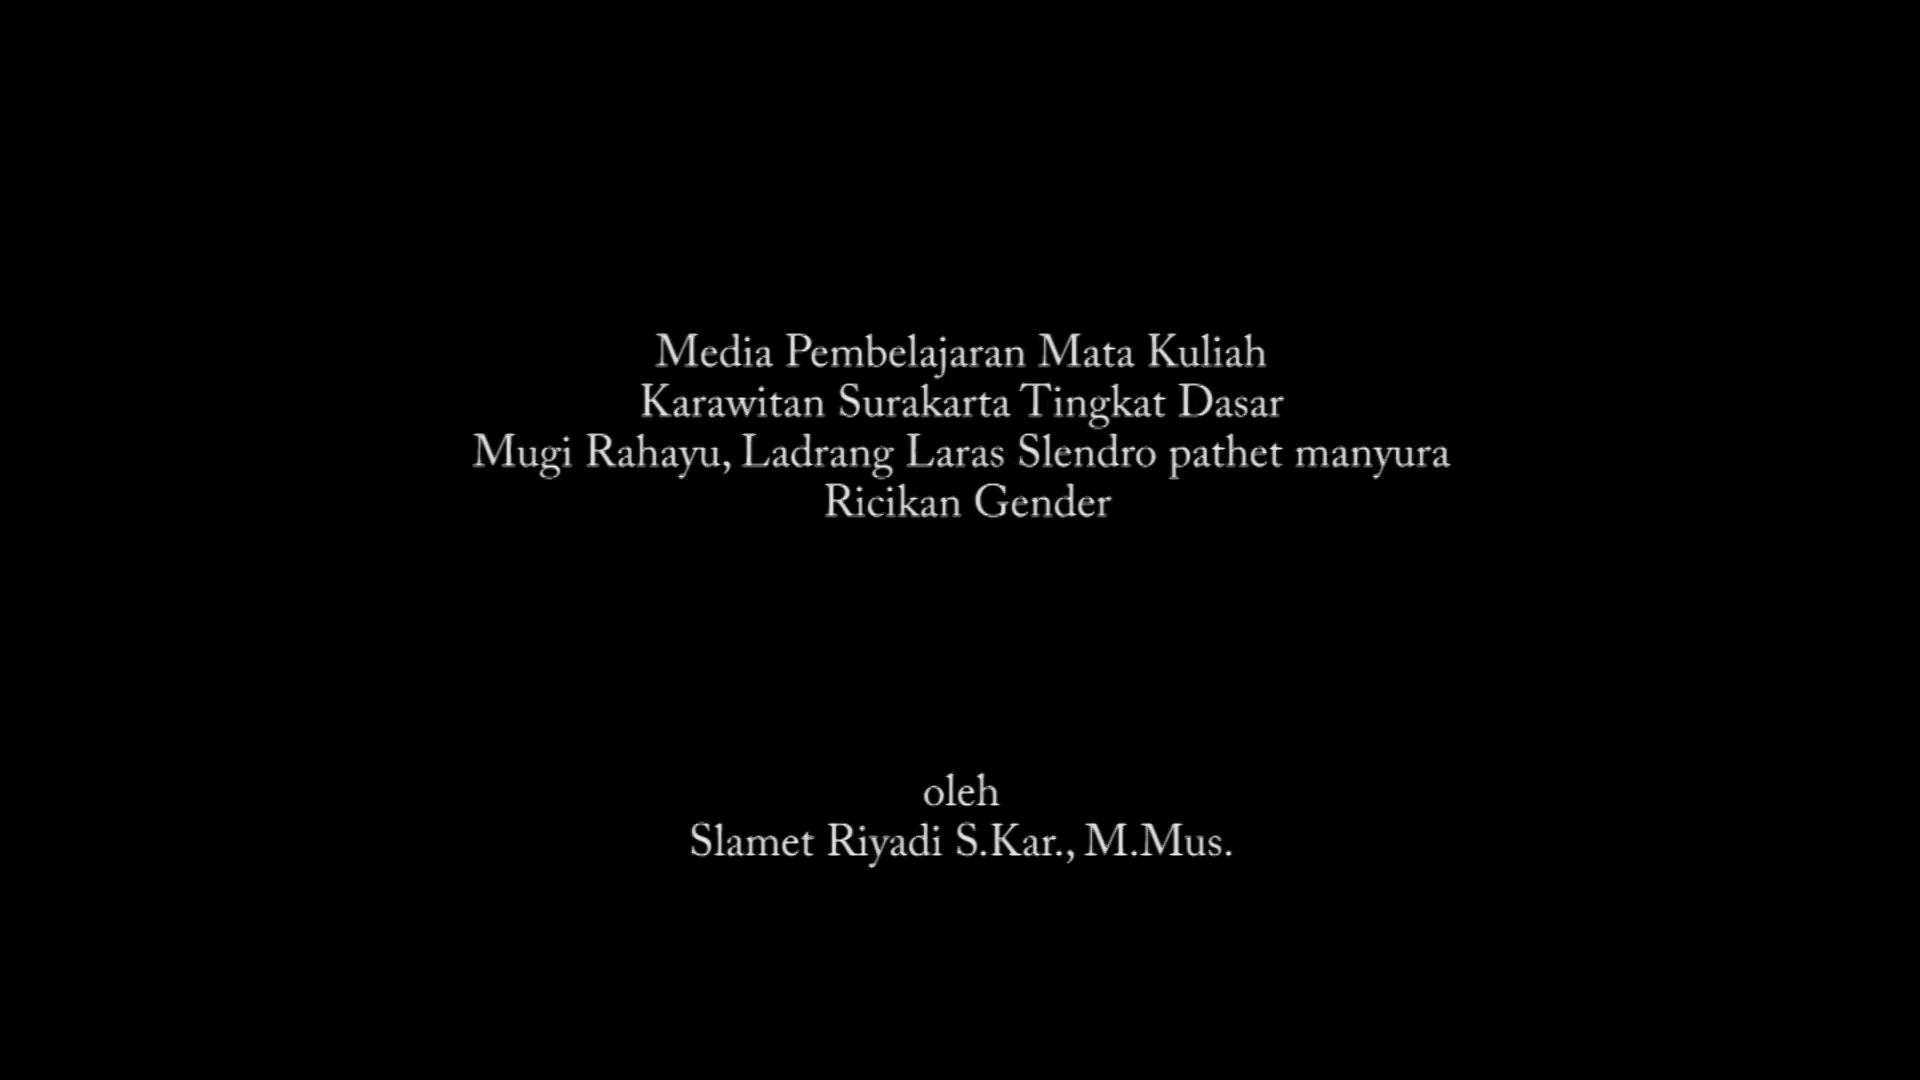 Media Pembelajaran Mata Kuliah
Karawitan Surakarta Tingkat Dasar
Mugi Rahayu, Ladrang Laras Slendro pathet manyura
Ricikan Gender
oleh
Slamet Riyadi S.Kar., M.Mus.